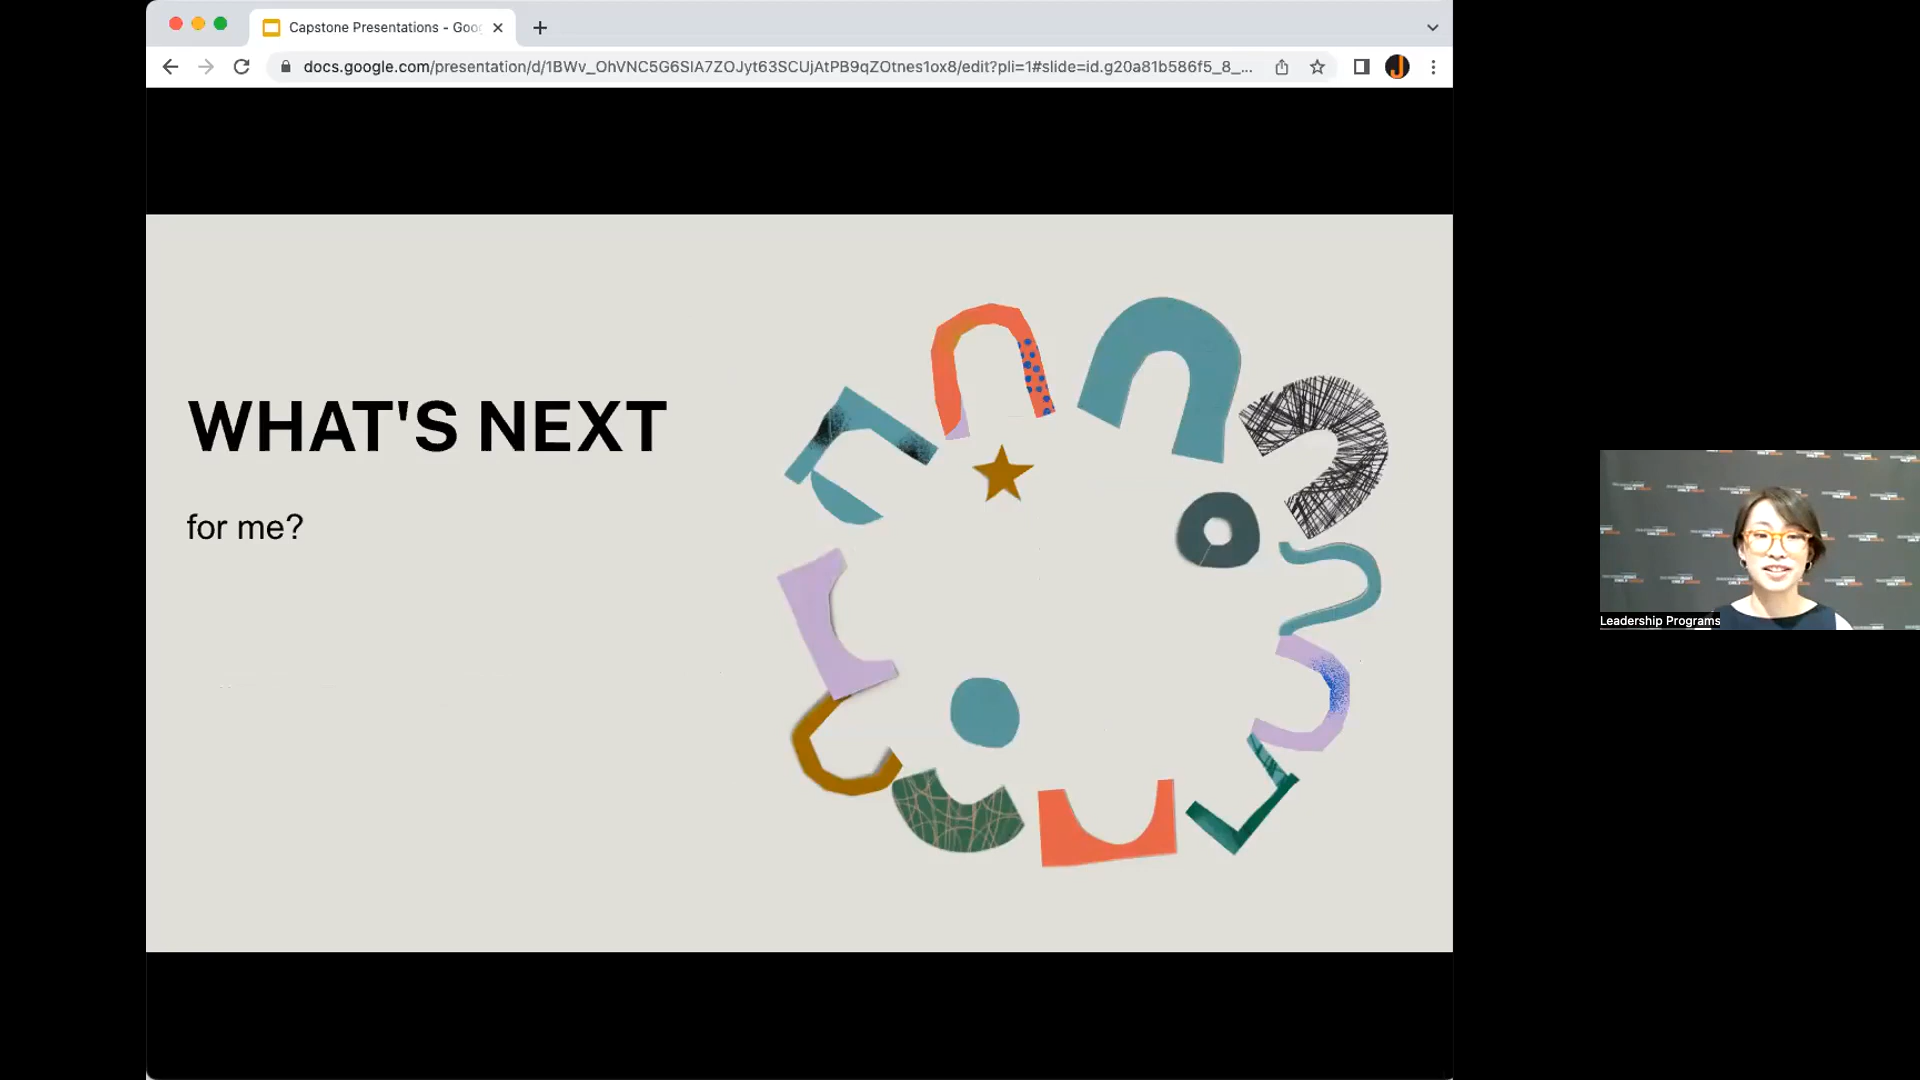 Capstone Presentations - Goo
docs.google.com/presentation/d/1BWv_OhVNC5G6SlA7ZOJyt63SCUjAtPB9qZOtnes1ox8/edit?pli=1#slide=id.g20a81b586f5_8_...
WHAT'S NEXT
for me?
Leadership Programs